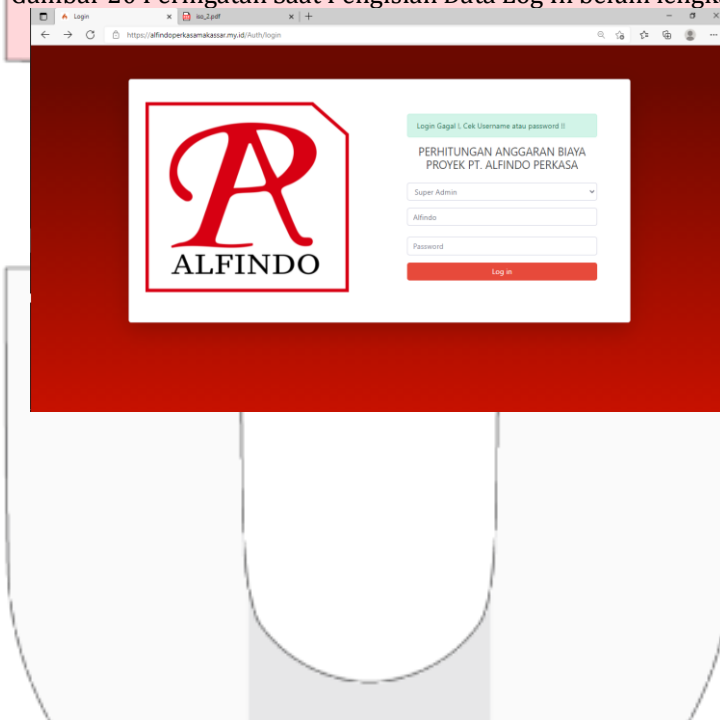 Gambar 20 Peringatan saat Pengisian Data Log in belum lengka
Login
iso_2.pdf
https://alfindoperkasamakassar.my.id/Auth/login
ALFINDO
Login Gagal !, Cek Username atau password !!
PERHITUNGAN ANGGARAN BIAYA
PROYEK PT. ALFINDO PERKASA
Super Admin
Alfindo
Password
Log in